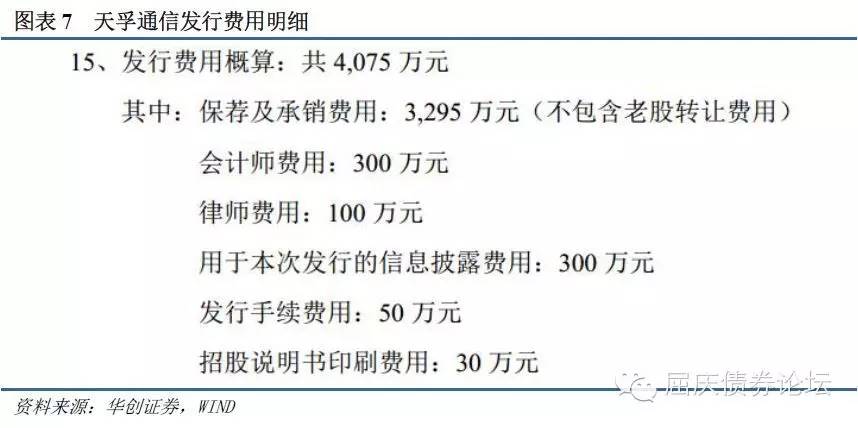 图表 7 天孚通信发行费用明细
15、发行费用概算：共 4,075 万元
其中：保荐及承销费用：3,295 万元（不包含老股转让费用）
会计师费用：300 万元
律师费用：100 万元
用于本次发行的信息披露费用：300 万元
发行手续费用：50 万元
招股说明书印刷费用：30 万元
屈庆债券论坛
资料来源：华创证券，WIND